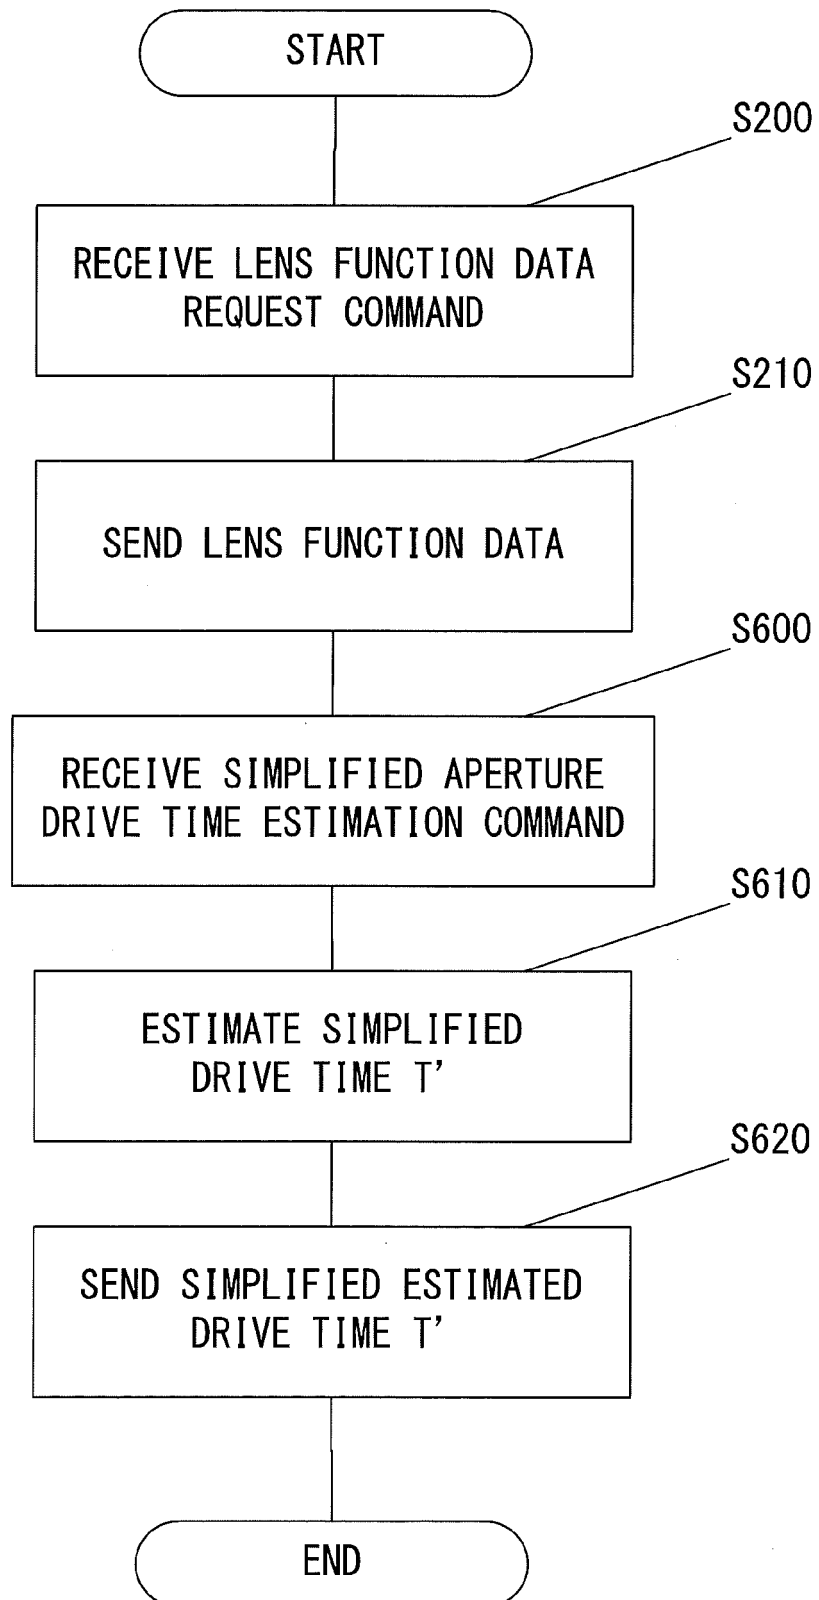 START
S200
RECEIVE LENS FUNCTION DATA
REQUEST COMMAND
S210
SEND LENS FUNCTION DATA
S600
RECEIVE SIMPLIFIED APERTURE
DRIVE TIME ESTIMATION COMMAND
S610
ESTIMATE SIMPLIFIED
DRIVE TIME T’
S620
SEND SIMPLIFIED ESTIMATED
DRIVE TIME T’
END